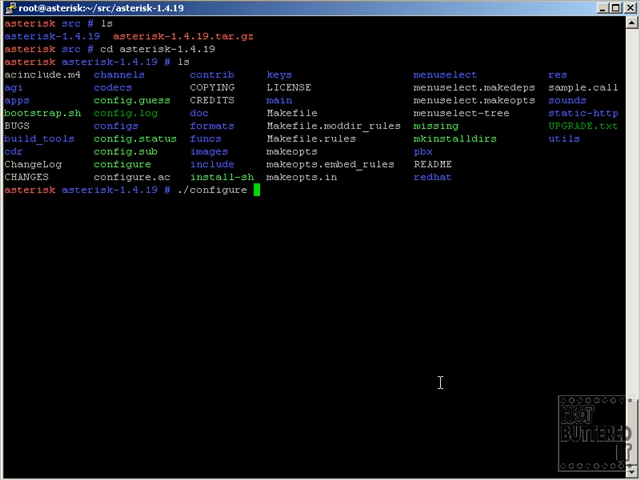 root@asterisk:~/src/asterisk-1.4.19
asterisk src # ls
asterisk-1.4.19 asterisk-1.4.19.tar.gz
asterisk src # cd asterisk-1.4.19
asterisk asterisk-1.4.19 # ls
acinclude.m4 channels contrib keys menuselect res
agi codecs COPYING LICENSE menuselect.makedeps sample.call
apps config.guess CREDITS main menuselect.makeopts sounds
bootstrap.sh config.log doc Makefile menuselect-tree static-http
BUGS configs formats Makefile.moddir_rules missing UPGRADE.txt
build_tools config.status funcs Makefile.rules mkinstalldirs utils
cdr config.sub images makeopts pbx
ChangeLog configure include makeopts.embed_rules README
CHANGES configure.ac install-sh makeopts.in redhat
asterisk asterisk-1.4.19 # ./configure
HOT
BUTTERED
IT